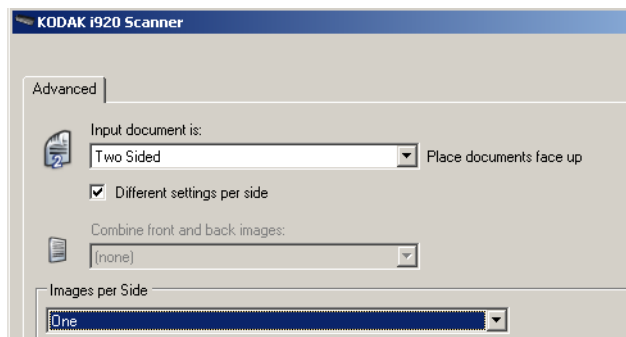 KODAK i920 Scanner
Advanced
Input document is:
2
Two Sided Place documents face up
Different settings per side
Combine front and back images:
(none)
Images per Side
One